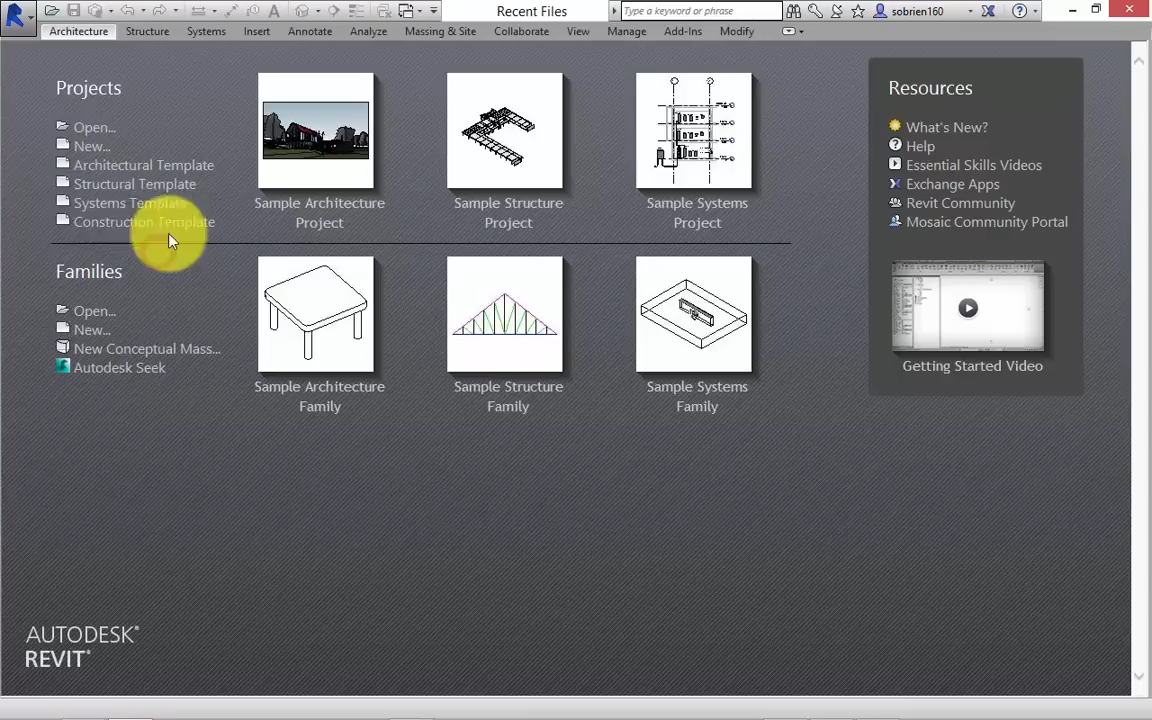 Recent Files
Type a keyword or phrase
sobrien160
Architecture
Structure
Systems
Insert
Annotate
Analyze
Massing & Site
Collaborate
View
Manage
Add-Ins
Modify
Projects
Open...
New...
Architectural Template
Structural Template
Systems Template
Construction Template
Sample Architecture
Project
Sample Structure
Project
Sample Systems
Project
Families
Open...
New...
New Conceptual Mass...
Autodesk Seek
Sample Architecture
Family
Sample Structure
Family
Sample Systems
Family
Resources
What's New?
Help
Essential Skills Videos
Exchange Apps
Revit Community
Mosaic Community Portal
Getting Started Video
AUTODESK®
REVIT®